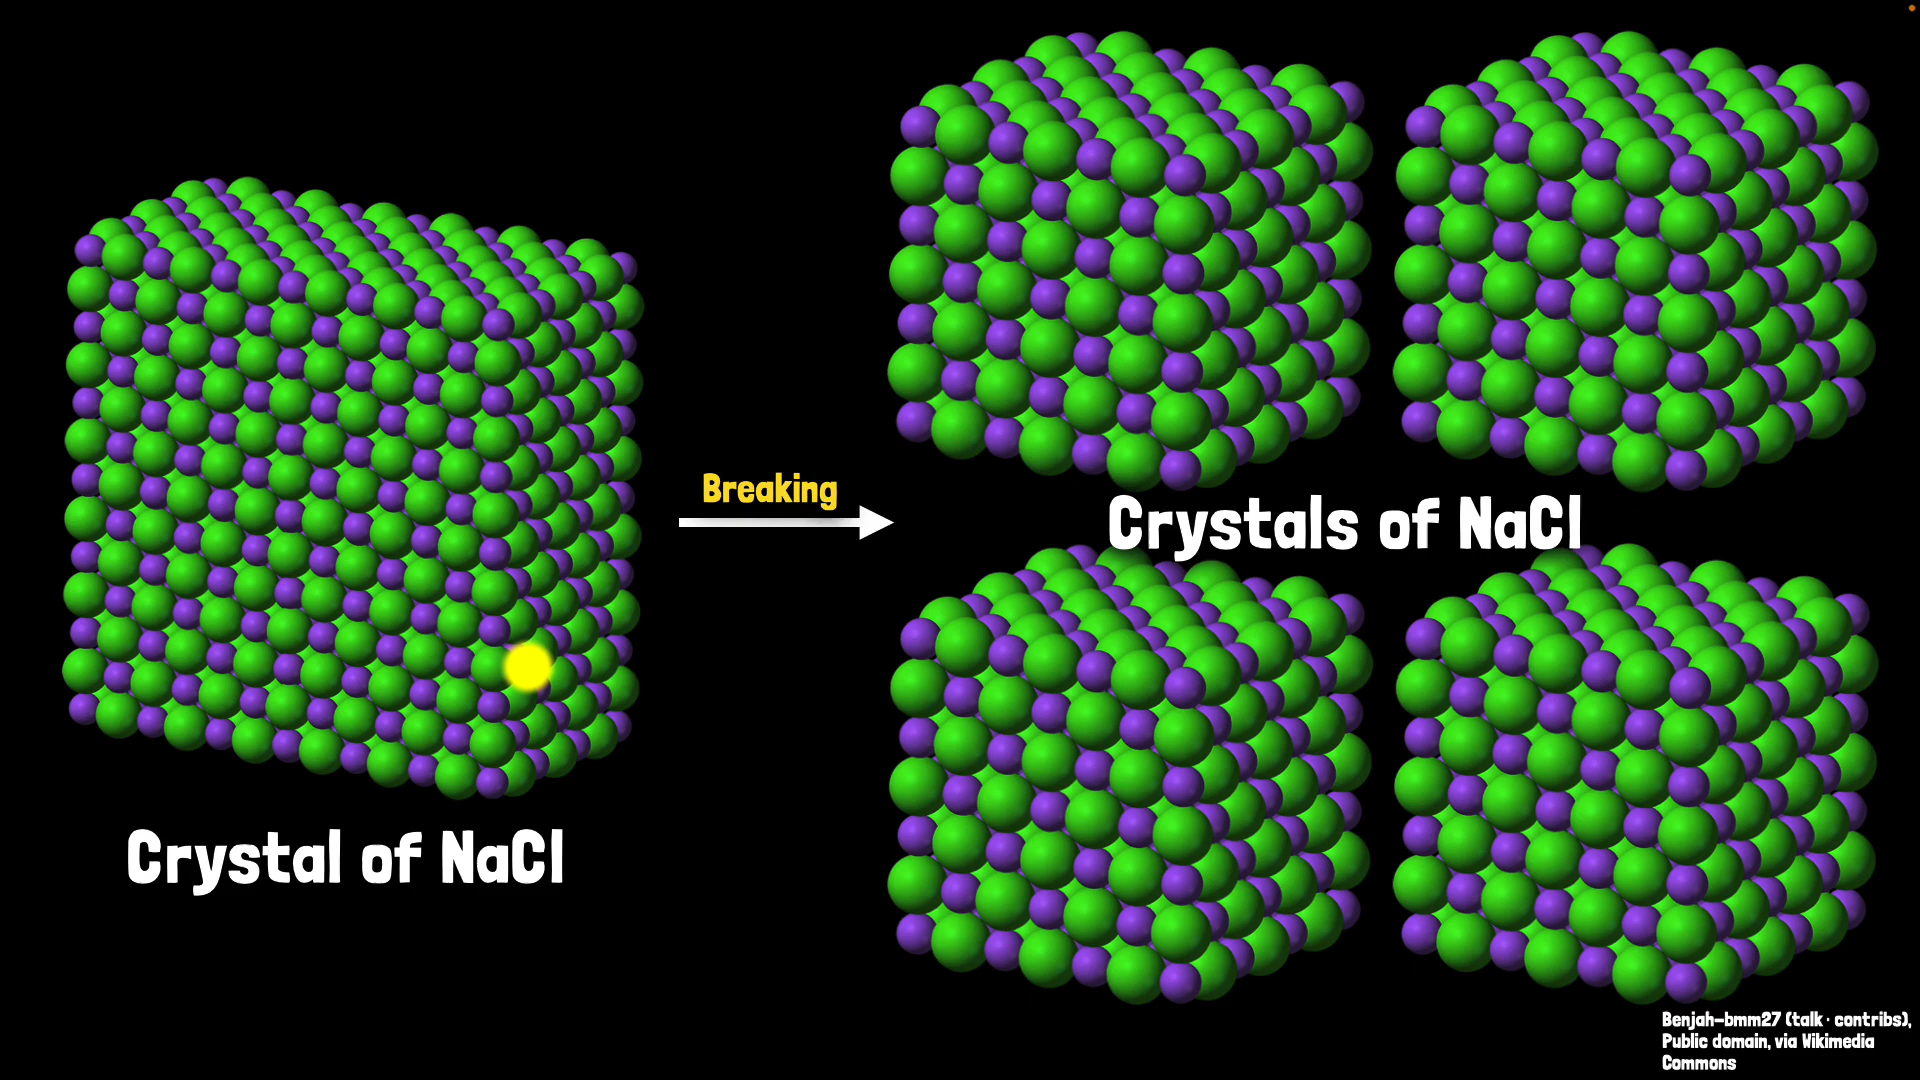 Breaking
Crystals of NaCl
Crystal of NaCl
Benjah-bmm27 (talk · contribs),
Public domain, via Wikimedia
Commons